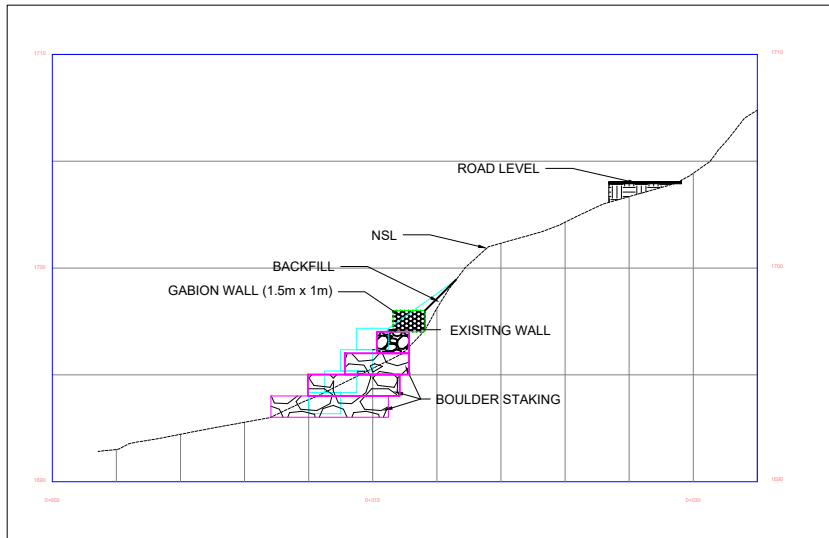 1710
1710
ROAD LEVEL
NSL
BACKFILL
1700
1700
GABION WALL (1.5m x 1m)
EXISITNG WALL
BOULDER STAKING
1690
1690
0+000
0+010
0+020